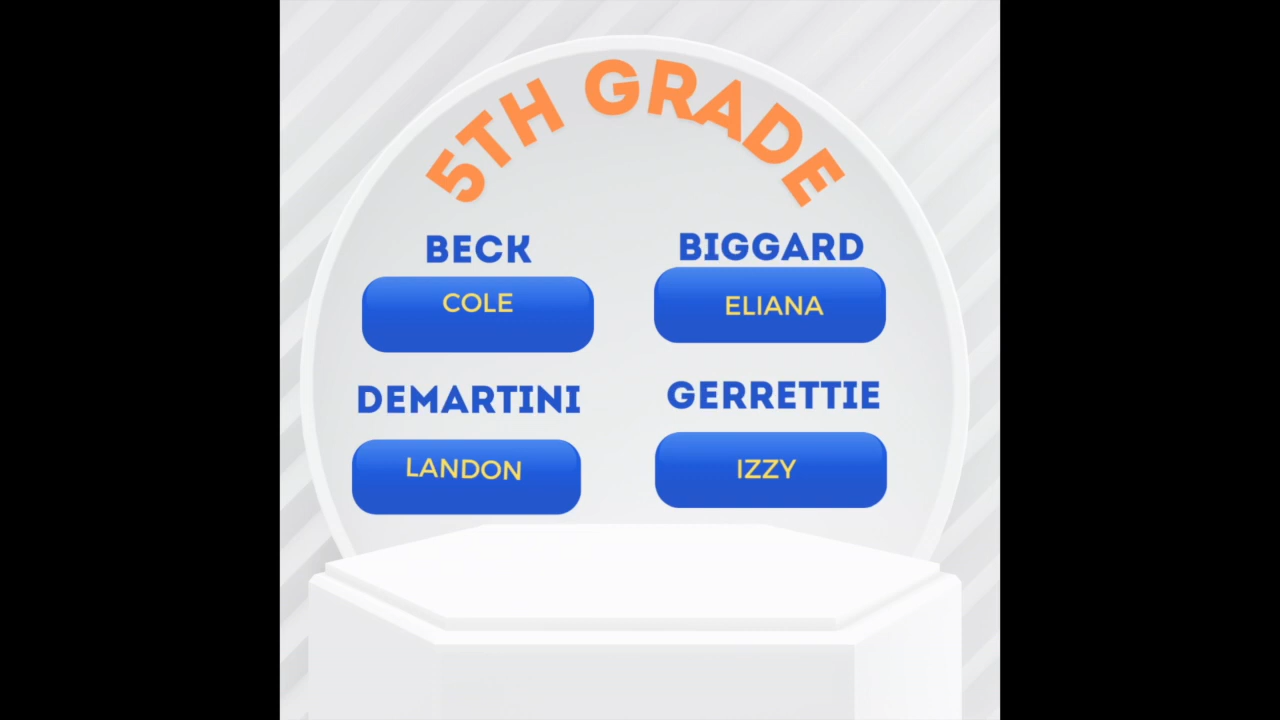 5TH GRADE
BECK
COLE
BIGGARD
ELIANA
DEMARTINI
LANDON
GERRETTIE
IZZY